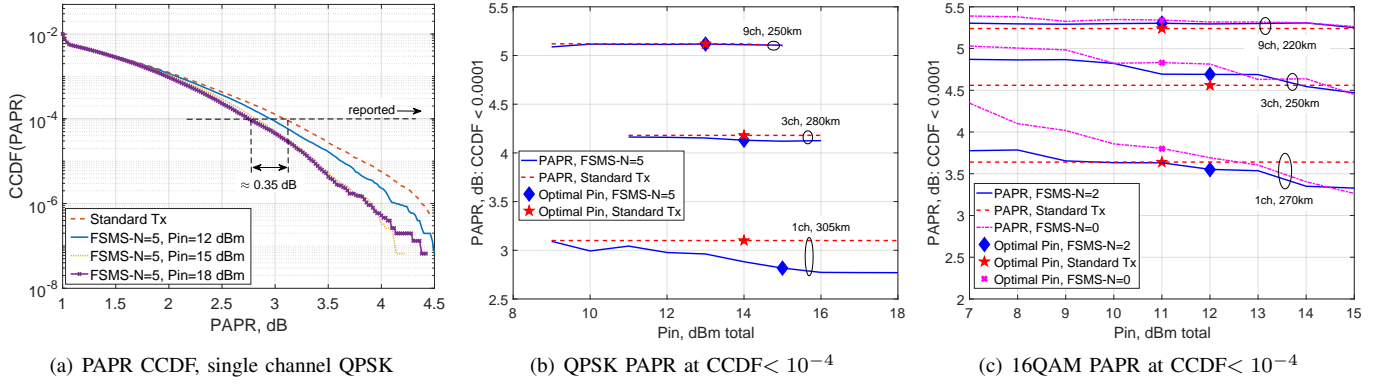 10^-2
10^-4
10^-6
10^-8
CCDF(PAPR)
1
1.5
2
2.5
3
3.5
4
4.5
PAPR, dB
reported
≈ 0.35 dB
Standard Tx
FSMS-N=5, Pin=12 dBm
FSMS-N=5, Pin=15 dBm
FSMS-N=5, Pin=18 dBm
(a) PAPR CCDF, single channel QPSK
5.5
5
4.5
4
3.5
3
2.5
PAPR, dB: CCDF < 0.0001
8
10
12
14
16
18
Pin, dBm total
9ch, 250km
3ch, 280km
1ch, 305km
PAPR, FSMS-N=5
PAPR, Standard Tx
Optimal Pin, FSMS-N=5
Optimal Pin, Standard Tx
(b) QPSK PAPR at CCDF< 10^−4
5
4.5
4
3.5
3
2.5
2
PAPR, dB: CCDF < 0.0001
7
8
9
10
11
12
13
14
15
Pin, dBm total
9ch, 220km
3ch, 250km
1ch, 270km
PAPR, FSMS-N=2
PAPR, Standard Tx
PAPR, FSMS-N=0
Optimal Pin, FSMS-N=2
Optimal Pin, Standard Tx
Optimal Pin, FSMS-N=0
(c) 16QAM PAPR at CCDF< 10^−4